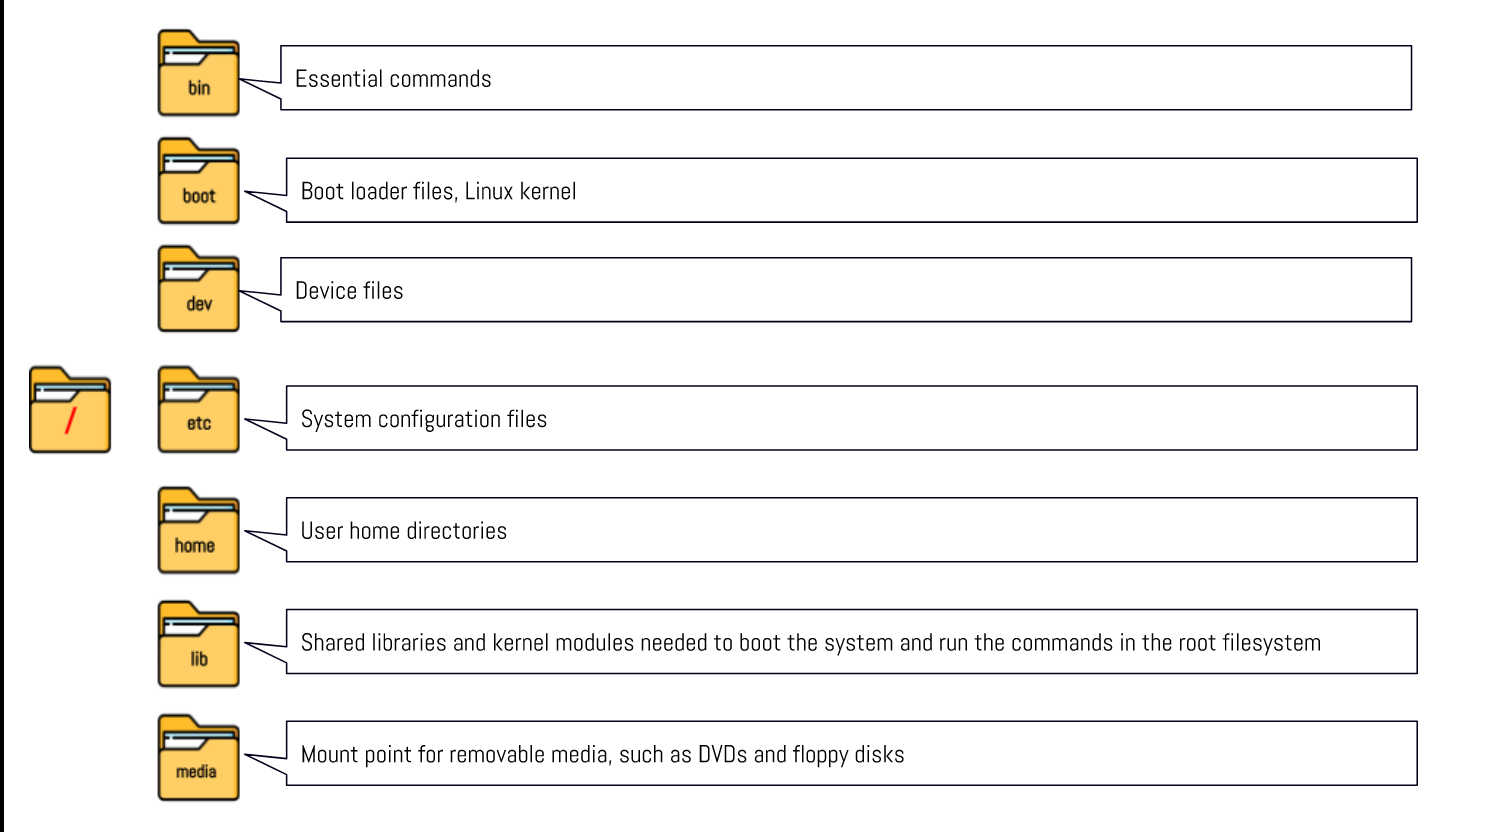 bin
Essential commands
boot
Boot loader files, Linux kernel
dev
Device files
/
etc
System configuration files
home
User home directories
lib
Shared libraries and kernel modules needed to boot the system and run the commands in the root filesystem
media
Mount point for removable media, such as DVDs and floppy disks